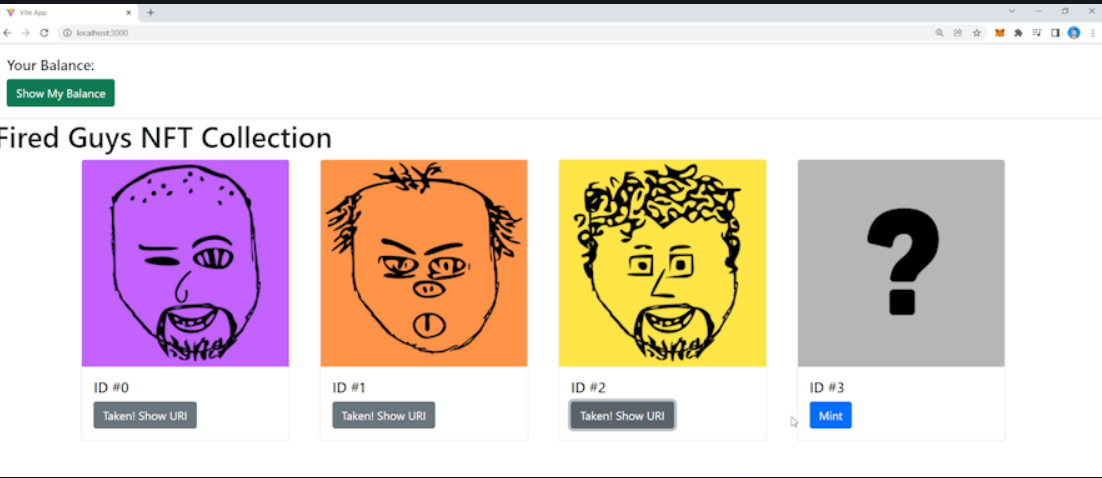 Vite App
localhost:3000
Your Balance:
Show My Balance
Fired Guys NFT Collection
?
ID #0
Taken! Show URI
ID #1
Taken! Show URI
ID #2
Taken! Show URI
ID #3
Mint